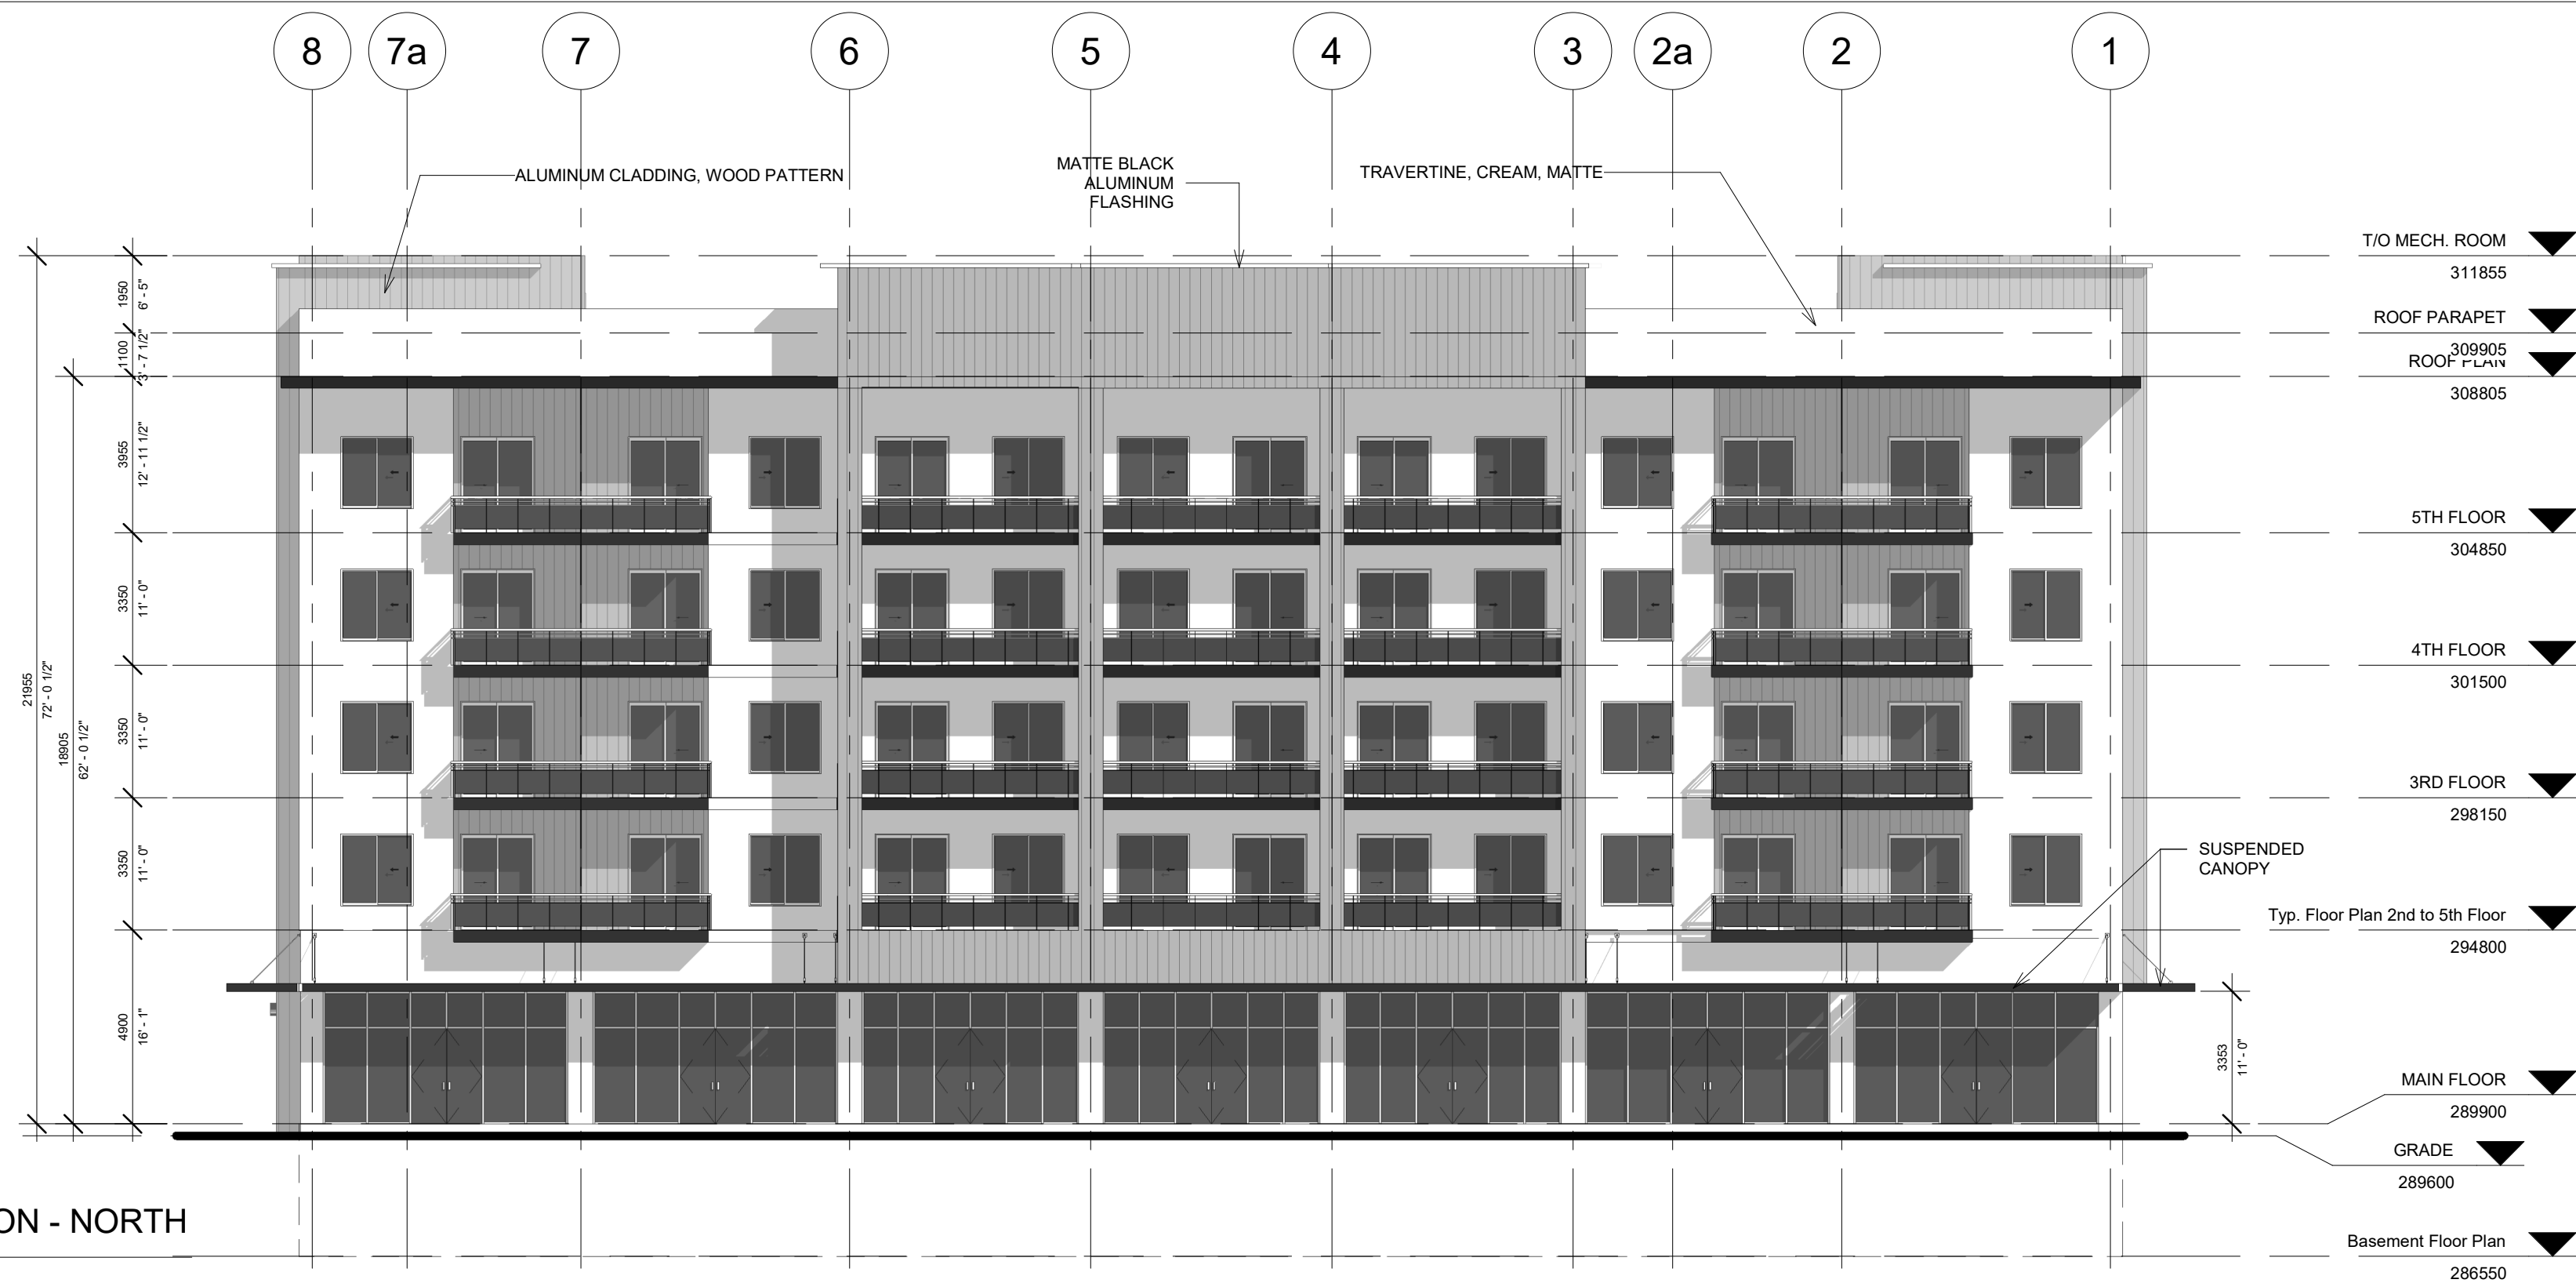 8 7a 7 6 5 4 3 2a 2 1
ALUMINUM CLADDING, WOOD PATTERN
MATTE BLACK
ALUMINUM
FLASHING
TRAVERTINE, CREAM, MATTE
T/O MECH. ROOM
311855
ROOF PARAPET
309905
ROOF PLAN
308805
5TH FLOOR
304850
4TH FLOOR
301500
3RD FLOOR
298150
SUSPENDED
CANOPY
Typ. Floor Plan 2nd to 5th Floor
294800
MAIN FLOOR
289900
GRADE
289600
Basement Floor Plan
286550
21955
72' - 0 1/2"
18905
62' - 0 1/2"
1950
6' - 5"
1100
3' - 7 1/2"
3955
12' - 11 1/2"
3350
11' - 0"
3350
11' - 0"
3350
11' - 0"
4900
16' - 1"
3353
11' - 0"
ON - NORTH